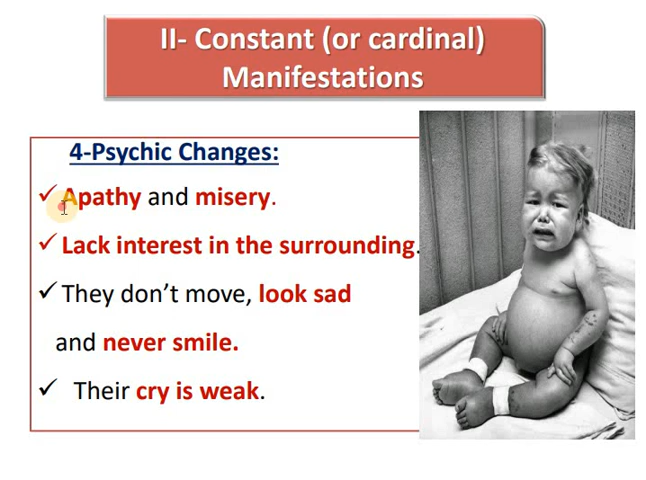 II- Constant (or cardinal)
Manifestations
4-Psychic Changes:
✓ Apathy and misery.
✓ Lack interest in the surrounding.
✓ They don’t move, look sad
and never smile.
✓ Their cry is weak.